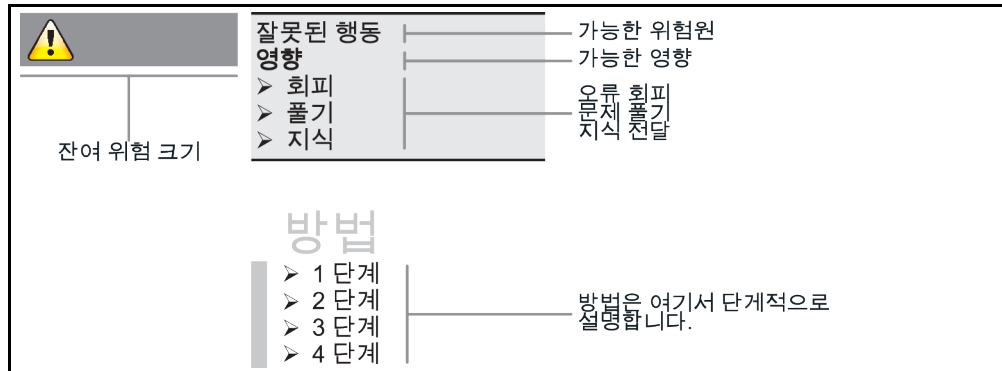 잘못된 행동
영향
➢ 회피
➢ 풀기
➢ 지식
가능한 위험원
가능한 영향
오류 회피
문제 풀기
지식 전달
잔여 위험 크기
방법
➢ 1 단계
➢ 2 단계
➢ 3 단계
➢ 4 단계
방법은 여기서 단게적으로
설명합니다.